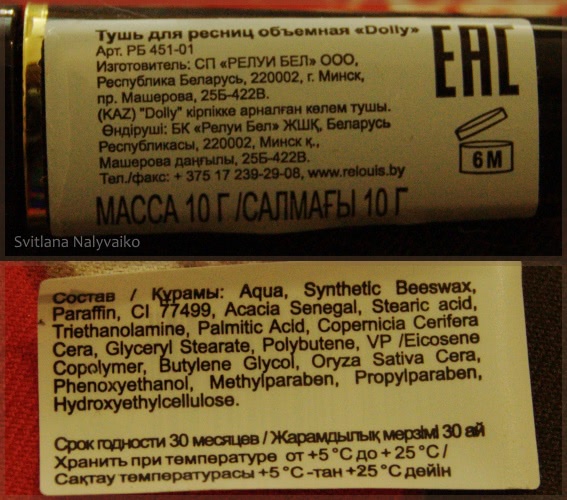 Тушь для ресниц объемная «Dolly»
Арт. РБ 451-01
Изготовитель: СП «РЕЛУИ БЕЛ» ООО,
Республика Беларусь, 220002, г. Минск,
пр. Машерова, 25Б-422В.
(KAZ) "Dolly" кірпікке арналған көлем тушы.
Өндіруші: БК «Релуи Бел» ЖШҚ, Беларусь
Республикасы, 220002, Минск қ.,
Машерова даңғылы, 25Б-422В.
Тел./факс: + 375 17 239-29-08, www.relouis.by
МАССА 10 Г /САЛМАҒЫ 10 Г
EAC
6 M
Svitlana Nalyvaiko
Состав / Құрамы: Aqua, Synthetic Beeswax,
Paraffin, CI 77499, Acacia Senegal, Stearic acid,
Triethanolamine, Palmitic Acid, Copernicia Cerifera
Cera, Glyceryl Stearate, Polybutene, VP /Eicosene
Copolymer, Butylene Glycol, Oryza Sativa Cera,
Phenoxyethanol, Methylparaben, Propylparaben,
Hydroxyethylcellulose.
Срок годности 30 месяцев / Жарамдылық мерзімі 30 ай
Хранить при температуре от +5°С до + 25°С /
Сақтау температурасы +5°С -тан +25°С дейін